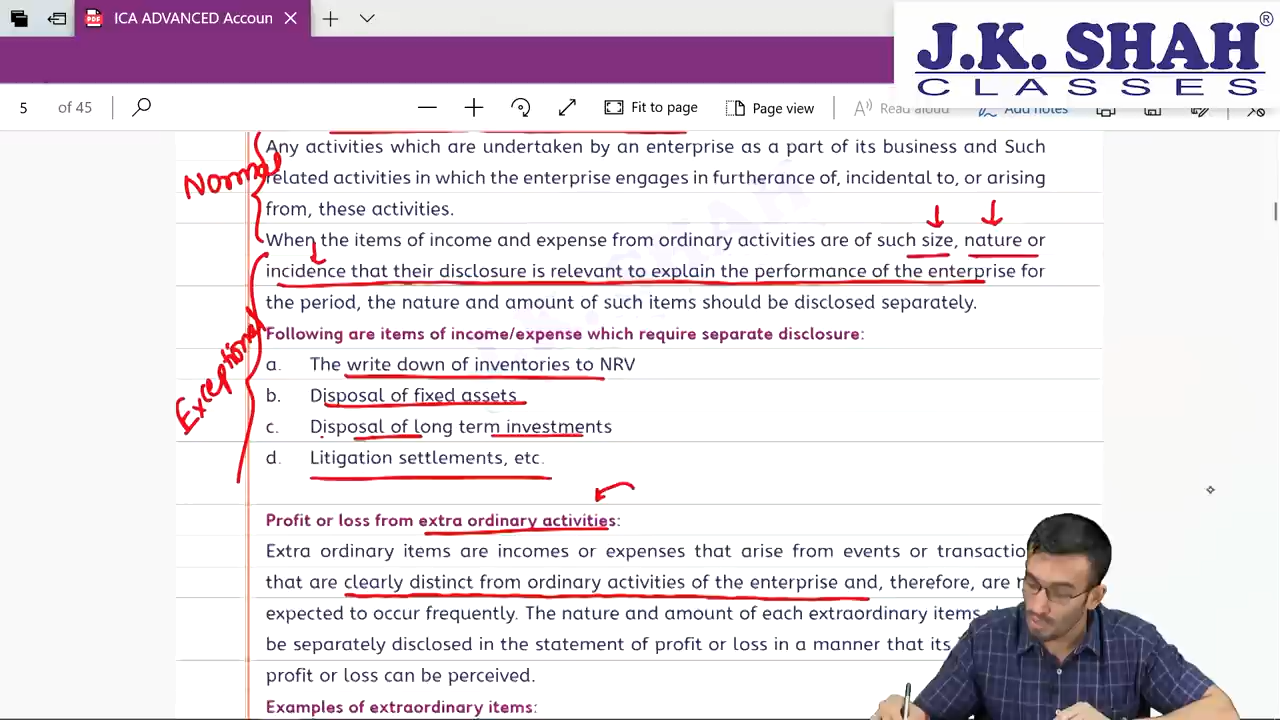 ICA ADVANCED Accoun
J.K. SHAH®
CLASSES
5 of 45
Fit to page
Page view
Read aloud
Add notes
Any activities which are undertaken by an enterprise as a part of its business and Such
related activities in which the enterprise engages in furtherance of, incidental to, or arising
from, these activities.
Normal
When the items of income and expense from ordinary activities are of such size, nature or
incidence that their disclosure is relevant to explain the performance of the enterprise for
the period, the nature and amount of such items should be disclosed separately.
Exceptional
Following are items of income/expense which require separate disclosure:
a. The write down of inventories to NRV
b. Disposal of fixed assets
c. Disposal of long term investments
d. Litigation settlements, etc.
Profit or loss from extra ordinary activities:
Extra ordinary items are incomes or expenses that arise from events or transactio
that are clearly distinct from ordinary activities of the enterprise and, therefore, are
expected to occur frequently. The nature and amount of each extraordinary items
be separately disclosed in the statement of profit or loss in a manner that its
profit or loss can be perceived.
Examples of extraordinary items: